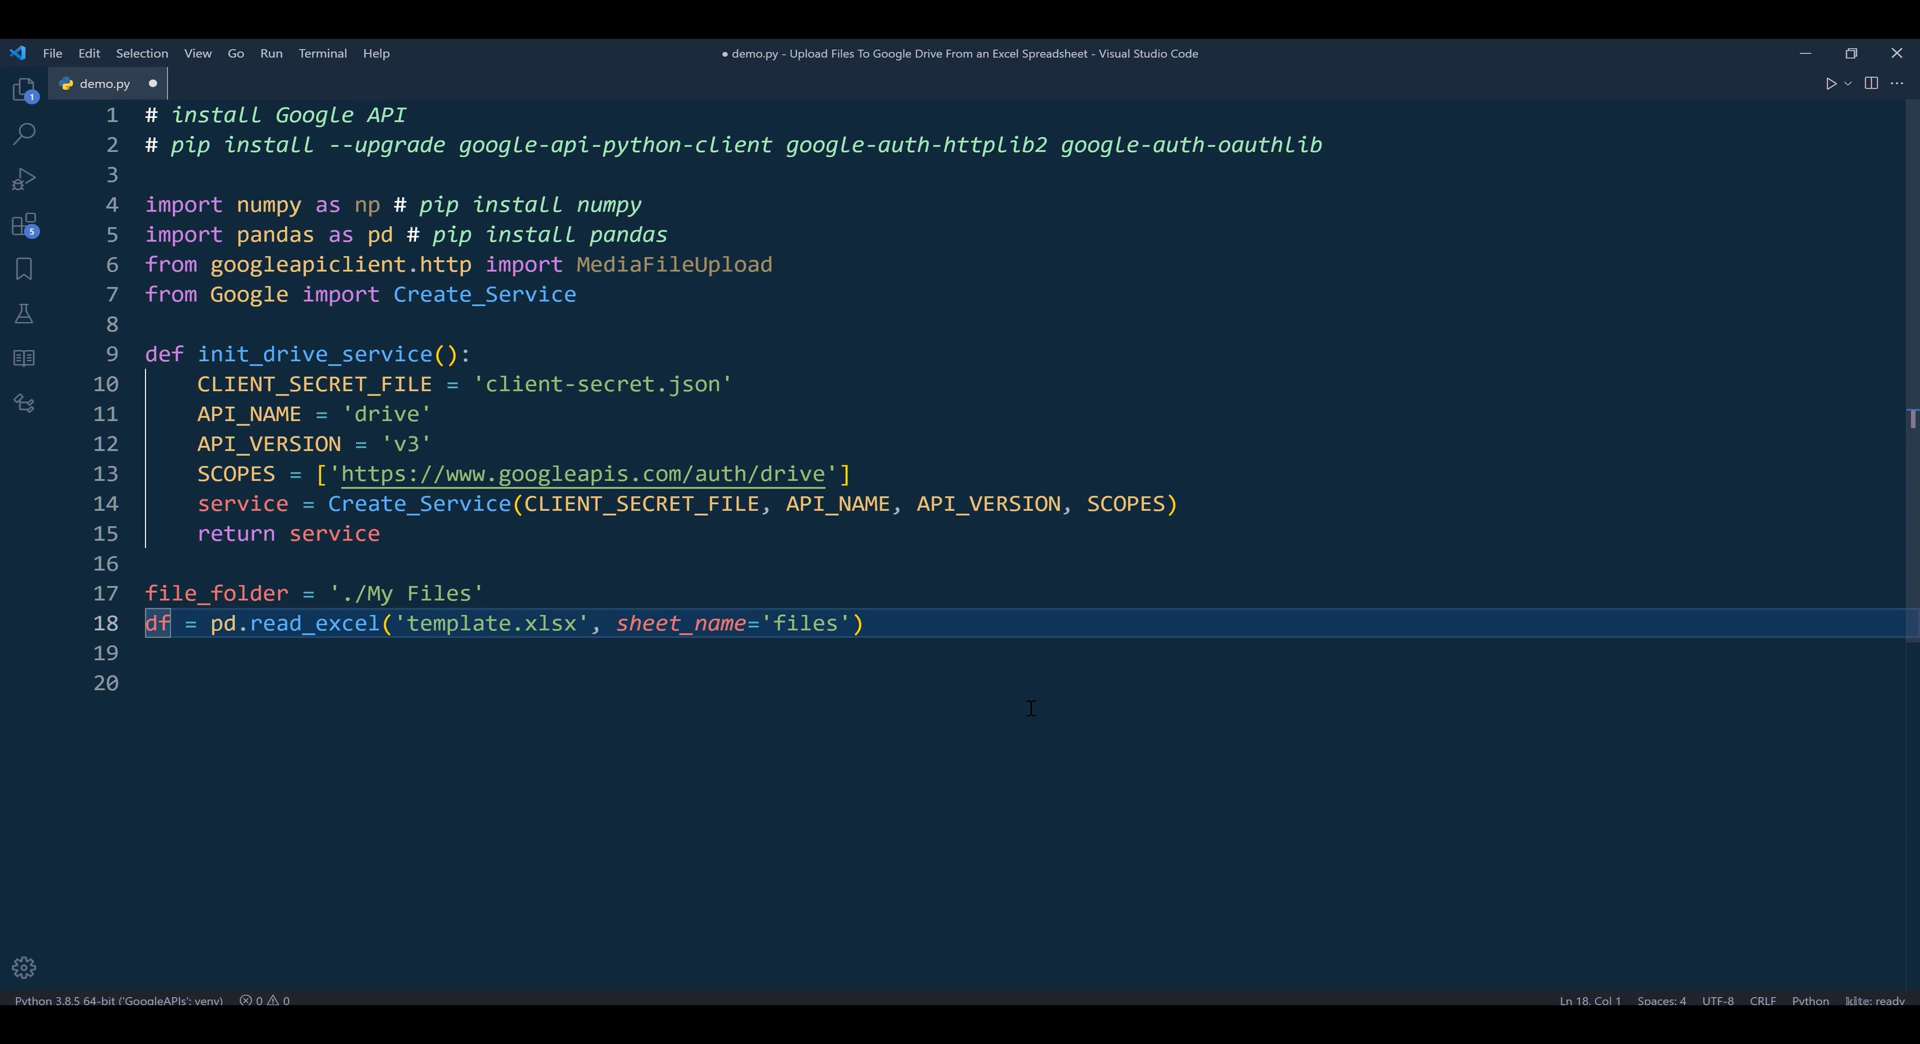 File Edit Selection View Go Run Terminal Help
● demo.py - Upload Files To Google Drive From an Excel Spreadsheet - Visual Studio Code
demo.py
1 # install Google API
2 # pip install --upgrade google-api-python-client google-auth-httplib2 google-auth-oauthlib
3
4 import numpy as np # pip install numpy
5 import pandas as pd # pip install pandas
6 from googleapiclient.http import MediaFileUpload
7 from Google import Create_Service
8
9 def init_drive_service():
10 CLIENT_SECRET_FILE = 'client-secret.json'
11 API_NAME = 'drive'
12 API_VERSION = 'v3'
13 SCOPES = ['https://www.googleapis.com/auth/drive']
14 service = Create_Service(CLIENT_SECRET_FILE, API_NAME, API_VERSION, SCOPES)
15 return service
16
17 file_folder = './My Files'
18 df = pd.read_excel('template.xlsx', sheet_name='files')
19
20
1
5
Python 3.8.5 64-bit ('GoogleAPIs': venv) 0 0 Ln 18, Col 1 Spaces: 4 UTF-8 CRLF Python kite: ready